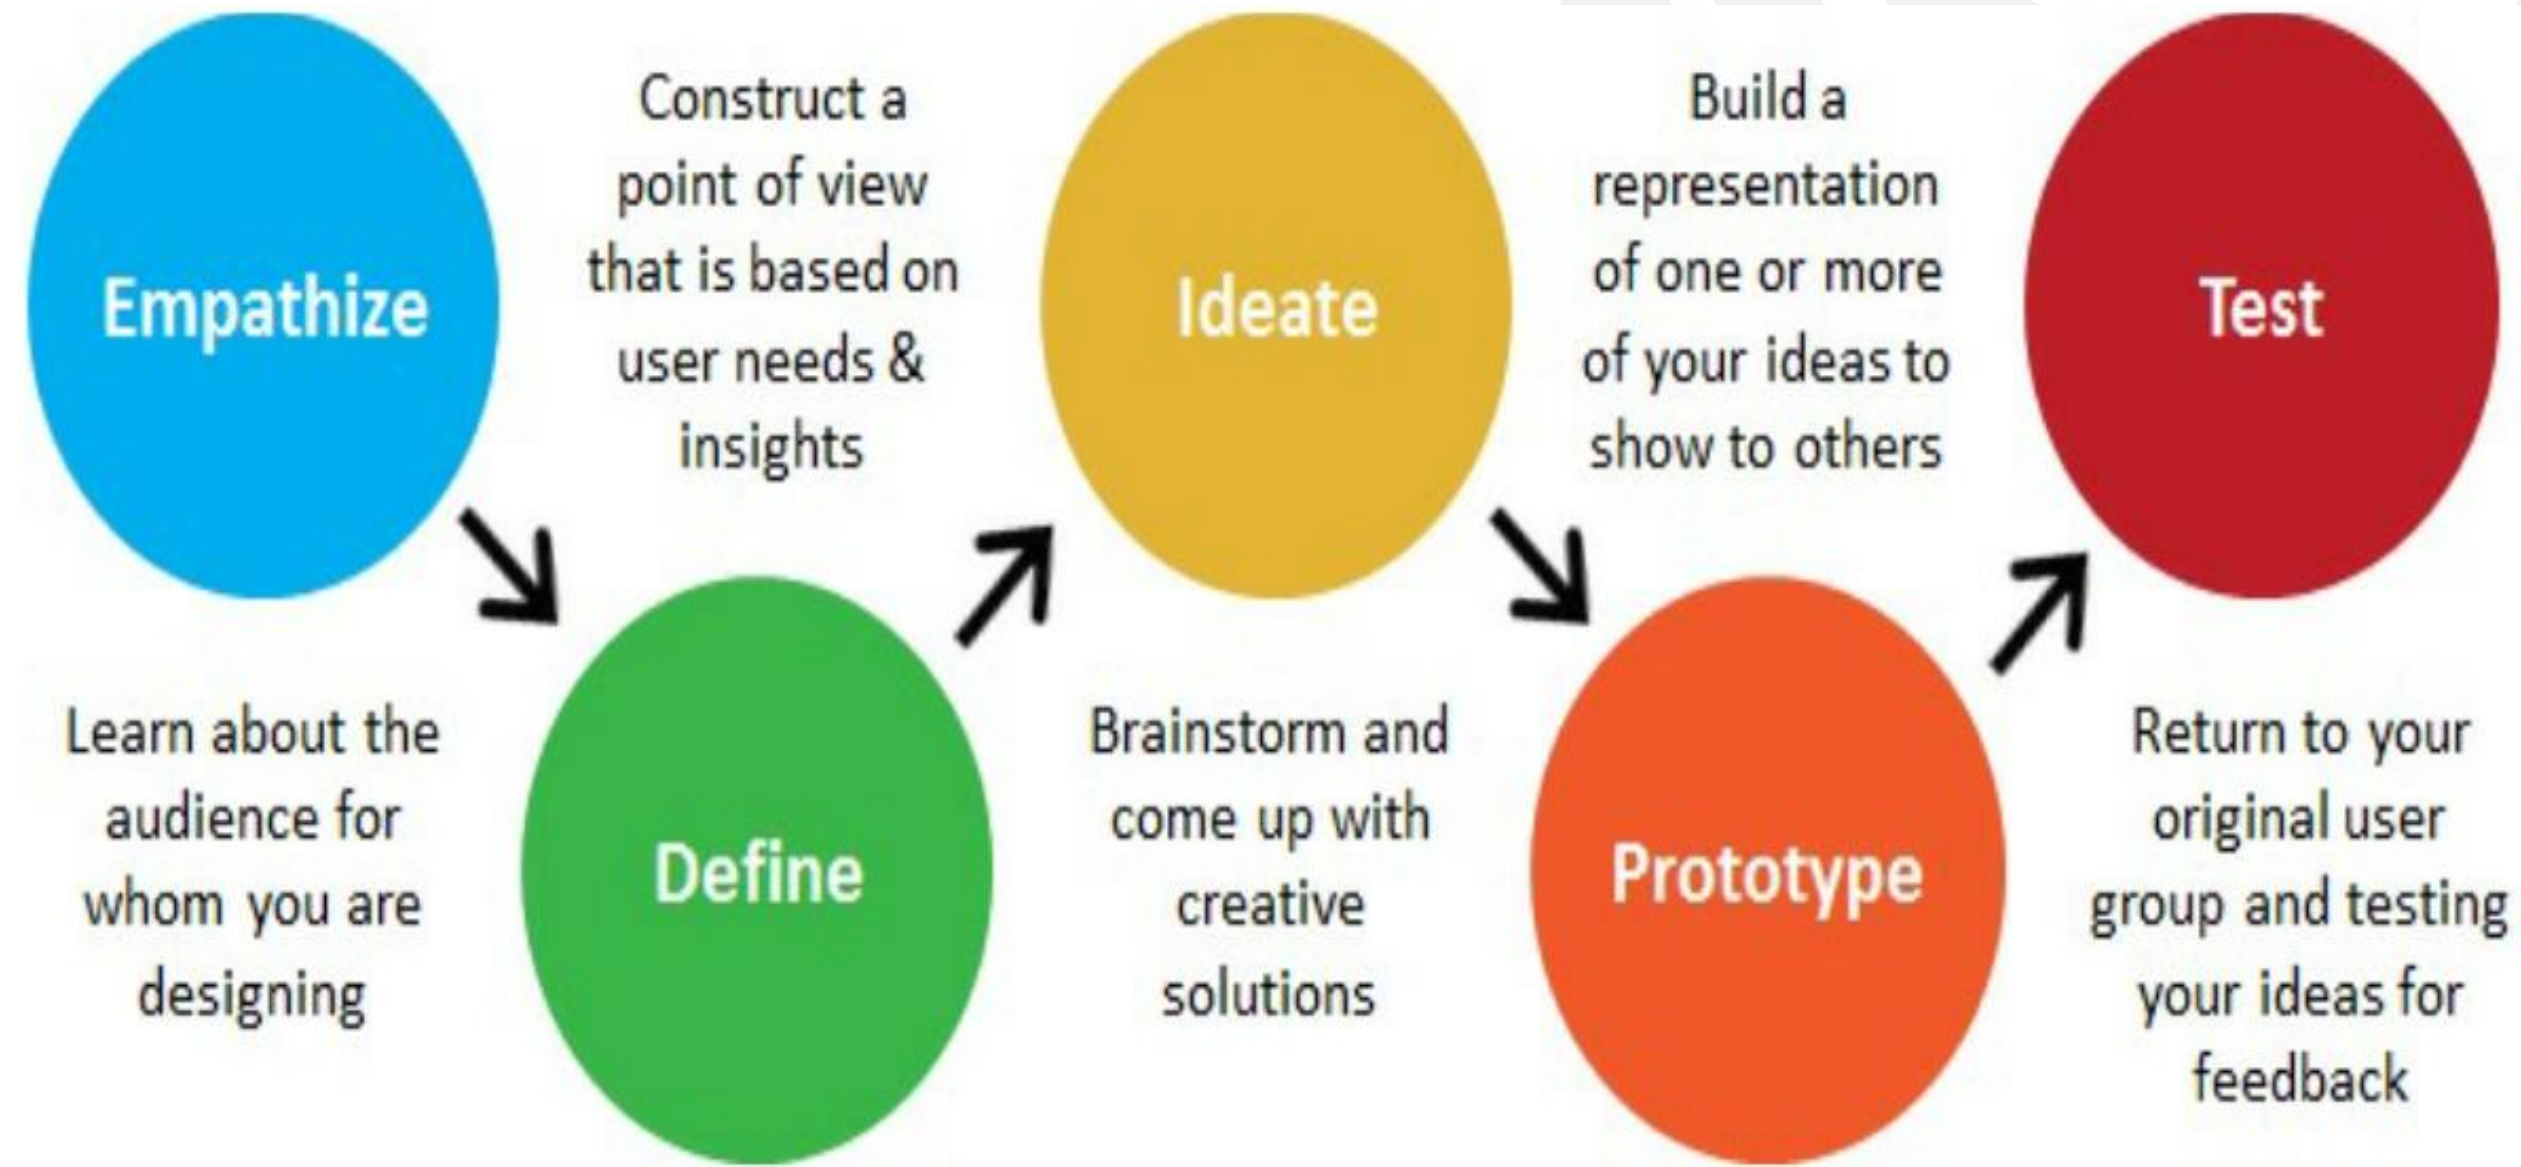 Empathize
Learn about the
audience for
whom you are
designing
Construct a
point of view
that is based on
user needs &
insights
Define
Ideate
Brainstorm and
come up with
creative
solutions
Build a
representation
of one or more
of your ideas to
show to others
Prototype
Test
Return to your
original user
group and testing
your ideas for
feedback